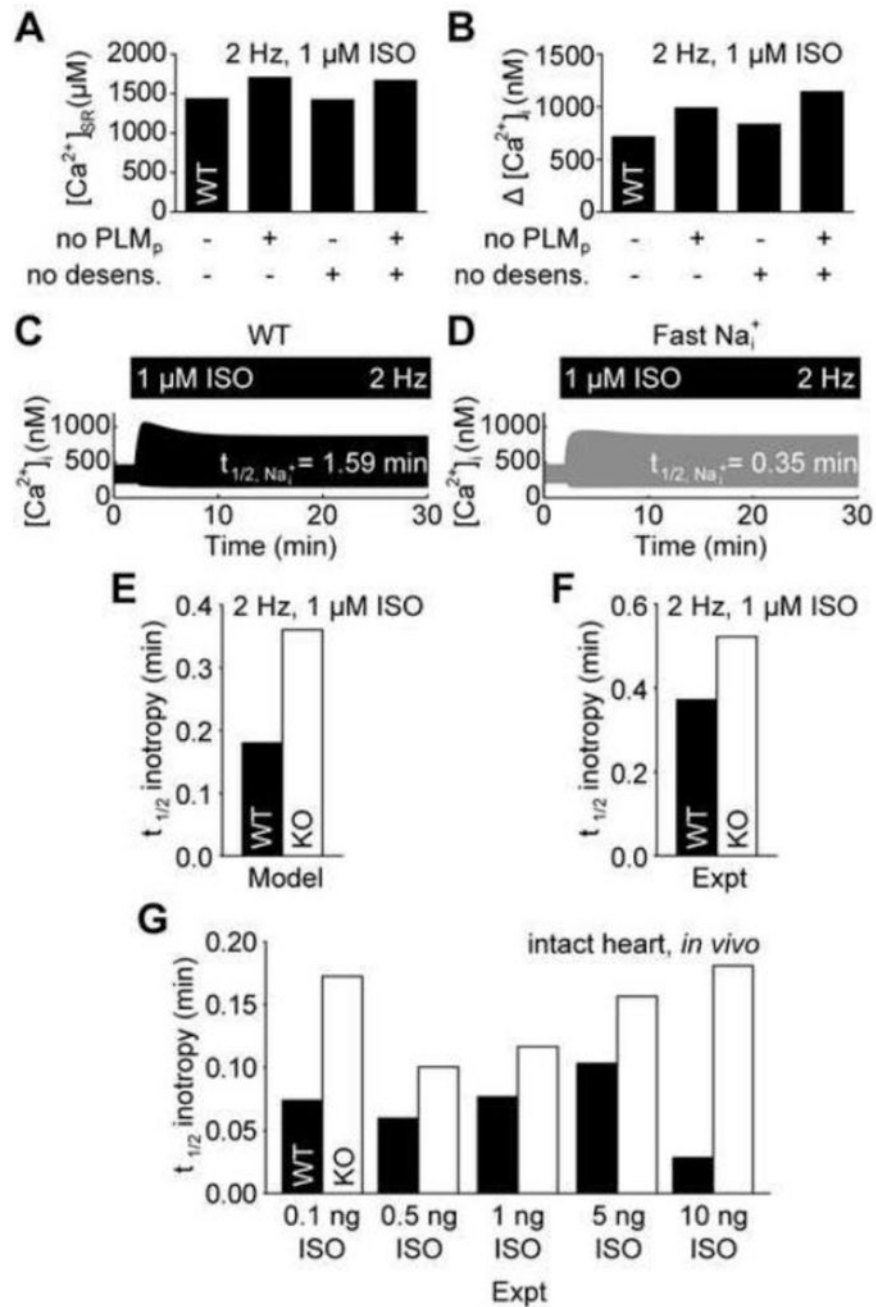 A
2 Hz, 1 µM ISO
[Ca²⁺]SR (µM)
2000
1500
1000
500
0
WT
no PLMp - + - +
no desens. - - + +
B
2 Hz, 1 µM ISO
Δ [Ca²⁺]i (nM)
1500
1000
500
0
WT
no PLMp - + - +
no desens. - - + +
C
WT
1 µM ISO 2 Hz
[Ca²⁺]i (nM)
1000
500
0
t1/2, Nai⁺ = 1.59 min
0 10 20 30
Time (min)
D
Fast Nai⁺
1 µM ISO 2 Hz
[Ca²⁺]i (nM)
1000
500
0
t1/2, Nai⁺ = 0.35 min
0 10 20 30
Time (min)
E
2 Hz, 1 µM ISO
t 1/2 inotropy (min)
0.4
0.3
0.2
0.1
0.0
WT KO
Model
F
2 Hz, 1 µM ISO
t 1/2 inotropy (min)
0.6
0.4
0.2
0.0
WT KO
Expt
G
intact heart, in vivo
t 1/2 inotropy (min)
0.20
0.15
0.10
0.05
0.00
WT KO
0.1 ng 0.5 ng 1 ng 5 ng 10 ng
ISO ISO ISO ISO ISO
Expt